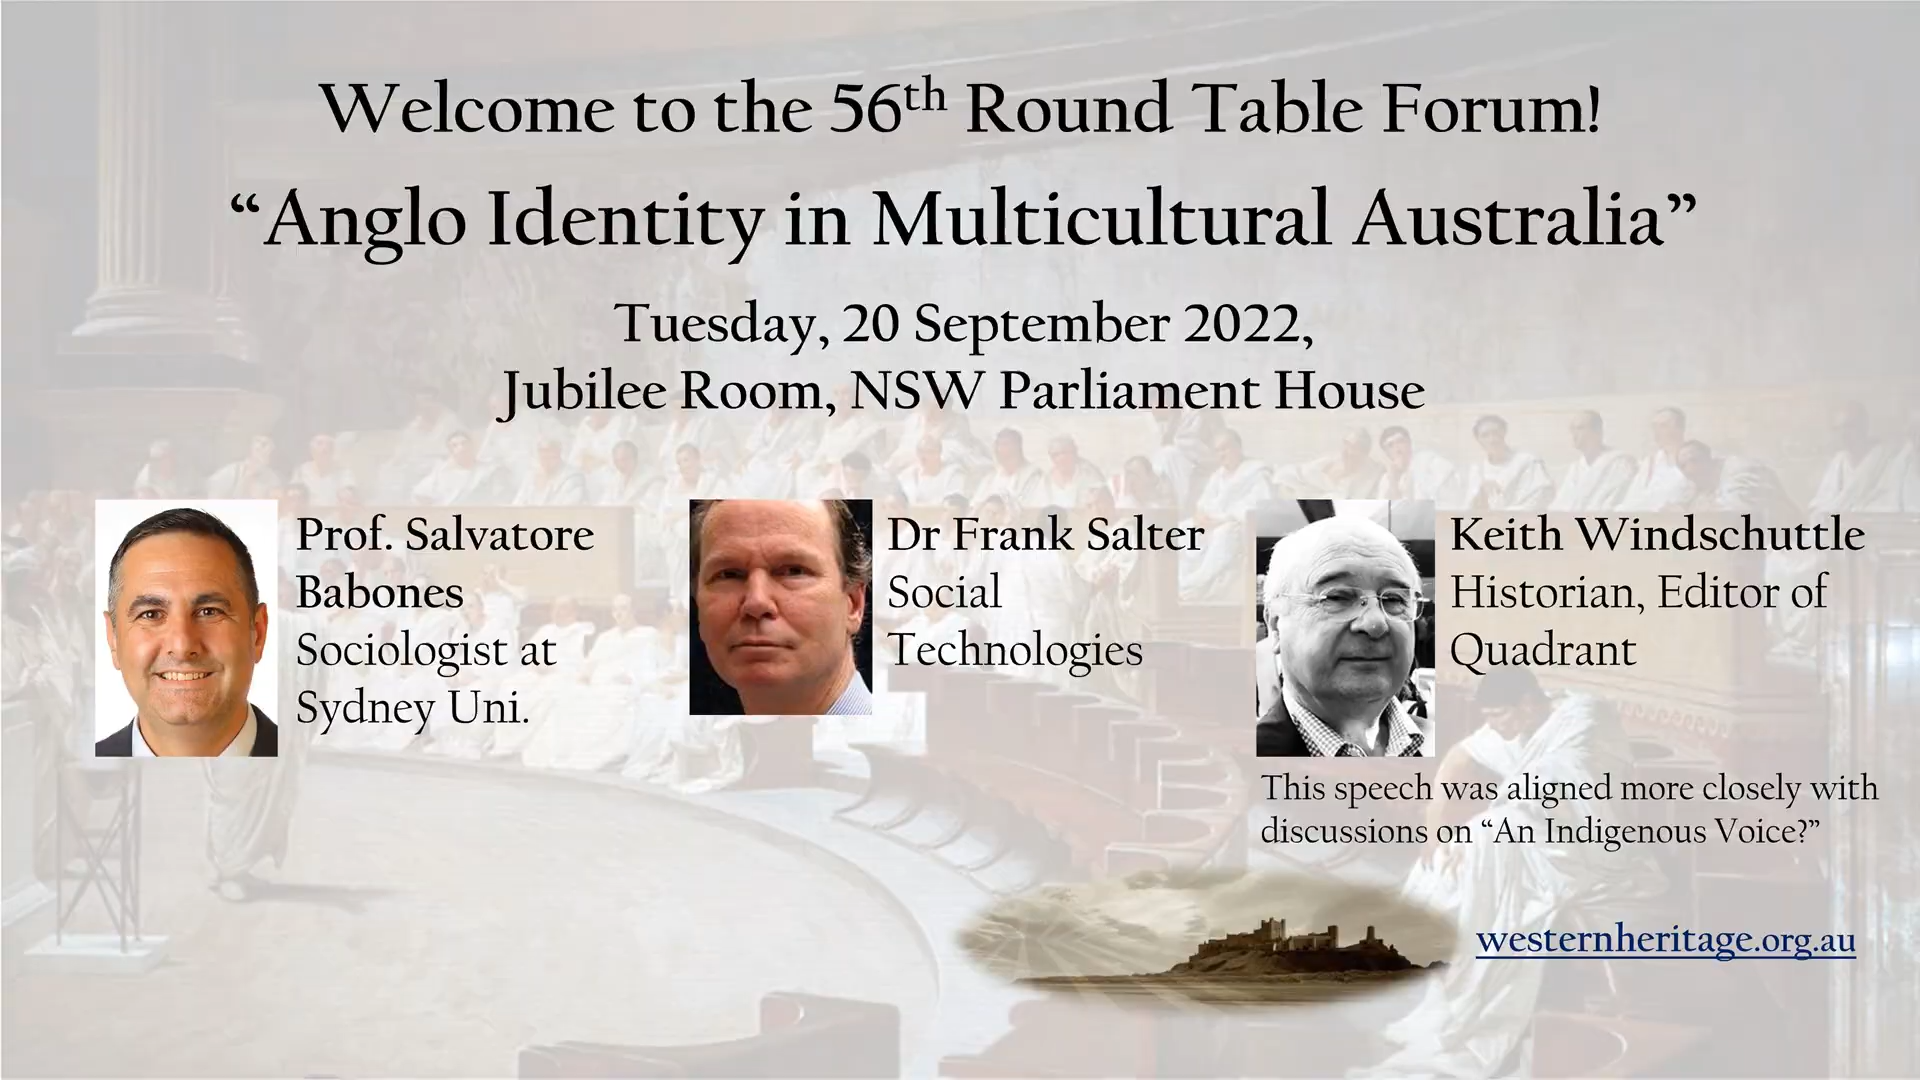 Welcome to the 56th Round Table Forum!
“Anglo Identity in Multicultural Australia”
Tuesday, 20 September 2022,
Jubilee Room, NSW Parliament House
Prof. Salvatore
Babones
Sociologist at
Sydney Uni.
Dr Frank Salter
Social
Technologies
Keith Windschuttle
Historian, Editor of
Quadrant
This speech was aligned more closely with
discussions on “An Indigenous Voice?”
westernheritage.org.au